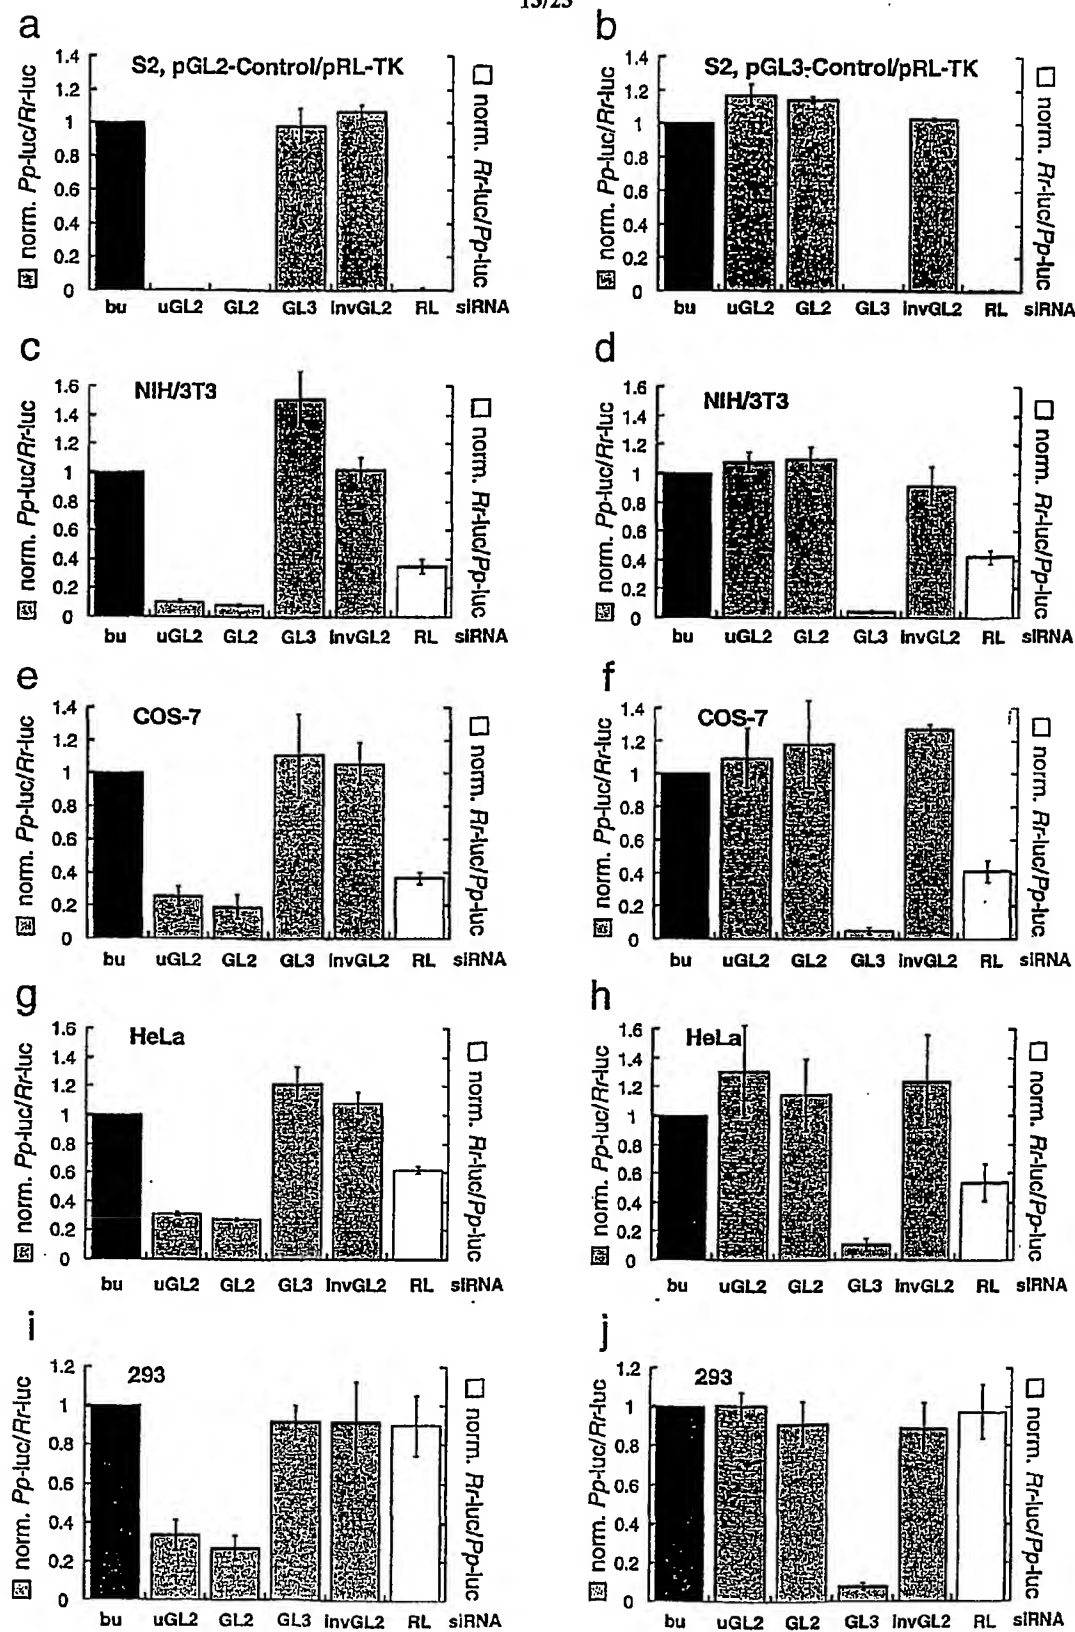 13/23
a
S2, pGL2-Control/pRL-TK
norm. Pp-luc/Rr-luc
1.4
1.2
1
0.8
0.6
0.4
0.2
0
bu uGL2 GL2 GL3 invGL2 RL siRNA
norm. Rr-luc/Pp-luc
b
S2, pGL3-Control/pRL-TK
norm. Pp-luc/Rr-luc
1.4
1.2
1
0.8
0.6
0.4
0.2
0
bu uGL2 GL2 GL3 invGL2 RL siRNA
norm. Rr-luc/Pp-luc
c
NIH/3T3
norm. Pp-luc/Rr-luc
1.6
1.4
1.2
1
0.8
0.6
0.4
0.2
0
bu uGL2 GL2 GL3 invGL2 RL siRNA
norm. Rr-luc/Pp-luc
d
NIH/3T3
norm. Pp-luc/Rr-luc
1.6
1.4
1.2
1
0.8
0.6
0.4
0.2
0
bu uGL2 GL2 GL3 invGL2 RL siRNA
norm. Rr-luc/Pp-luc
e
COS-7
norm. Pp-luc/Rr-luc
1.4
1.2
1
0.8
0.6
0.4
0.2
0
bu uGL2 GL2 GL3 invGL2 RL siRNA
norm. Rr-luc/Pp-luc
f
COS-7
norm. Pp-luc/Rr-luc
1.4
1.2
1
0.8
0.6
0.4
0.2
0
bu uGL2 GL2 GL3 invGL2 RL siRNA
norm. Rr-luc/Pp-luc
g
HeLa
norm. Pp-luc/Rr-luc
1.6
1.4
1.2
1
0.8
0.6
0.4
0.2
0
bu uGL2 GL2 GL3 invGL2 RL siRNA
norm. Rr-luc/Pp-luc
h
HeLa
norm. Pp-luc/Rr-luc
1.6
1.4
1.2
1
0.8
0.6
0.4
0.2
0
bu uGL2 GL2 GL3 invGL2 RL siRNA
norm. Rr-luc/Pp-luc
i
293
norm. Pp-luc/Rr-luc
1.2
1
0.8
0.6
0.4
0.2
0
bu uGL2 GL2 GL3 invGL2 RL siRNA
norm. Rr-luc/Pp-luc
j
293
norm. Pp-luc/Rr-luc
1.2
1
0.8
0.6
0.4
0.2
0
bu uGL2 GL2 GL3 invGL2 RL siRNA
norm. Rr-luc/Pp-luc